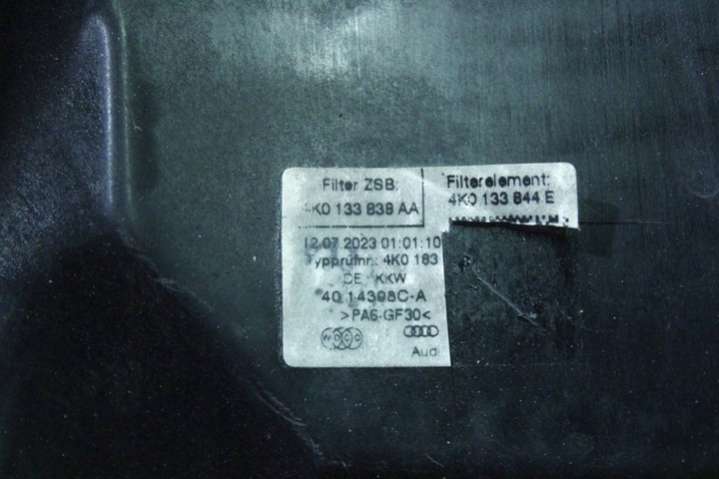 Filter ZSB:
4K0 133 838 AA
Filterelement:
4K0 133 844 E
12.07.2023 01:01:10
Typprüfnr.: 4K0 183
CE KKW
40 14398C-A
>PA6-GF30<
Audi